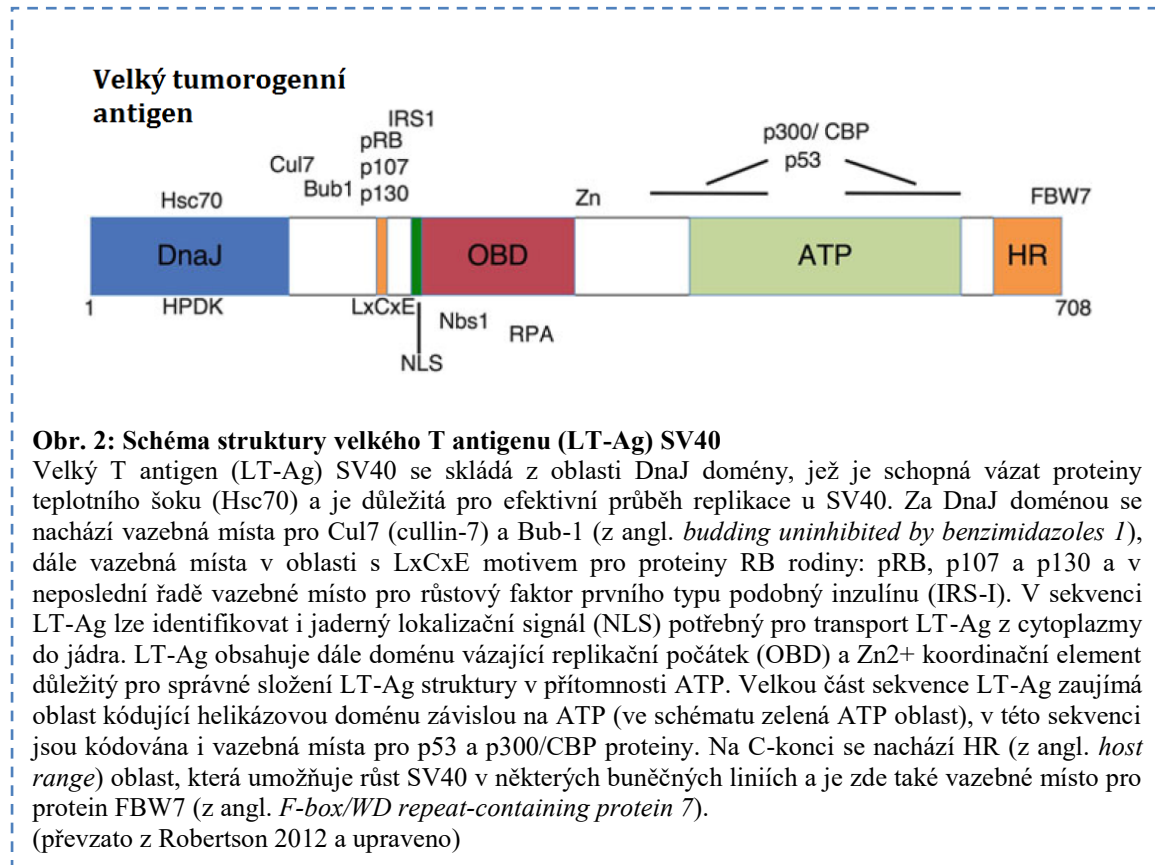 Velký tumorogenní
antigen
IRS1
pRB
p107
p130
Cul7
Bub1
Hsc70
p300/ CBP
p53
Zn
FBW7
DnaJ
OBD
ATP
HR
1
HPDK
LxCxE
Nbs1
RPA
NLS
708
Obr. 2: Schéma struktury velkého T antigenu (LT-Ag) SV40
Velký T antigen (LT-Ag) SV40 se skládá z oblasti DnaJ domény, jež je schopná vázat proteiny
teplotního šoku (Hsc70) a je důležitá pro efektivní průběh replikace u SV40. Za DnaJ doménou se
nachází vazebná místa pro Cul7 (cullin-7) a Bub-1 (z angl. budding uninhibited by benzimidazoles 1),
dále vazebná místa v oblasti s LxCxE motivem pro proteiny RB rodiny: pRB, p107 a p130 a v
neposlední řadě vazebné místo pro růstový faktor prvního typu podobný inzulínu (IRS-I). V sekvenci
LT-Ag lze identifikovat i jaderný lokalizační signál (NLS) potřebný pro transport LT-Ag z cytoplazmy
do jádra. LT-Ag obsahuje dále doménu vázající replikační počátek (OBD) a Zn2+ koordinační element
důležitý pro správné složení LT-Ag struktury v přítomnosti ATP. Velkou část sekvence LT-Ag zaujímá
oblast kódující helikázovou doménu závislou na ATP (ve schématu zelená ATP oblast), v této sekvenci
jsou kódována i vazebná místa pro p53 a p300/CBP proteiny. Na C-konci se nachází HR (z angl. host
range) oblast, která umožňuje růst SV40 v některých buněčných liniích a je zde také vazebné místo pro
protein FBW7 (z angl. F-box/WD repeat-containing protein 7).
(převzato z Robertson 2012 a upraveno)